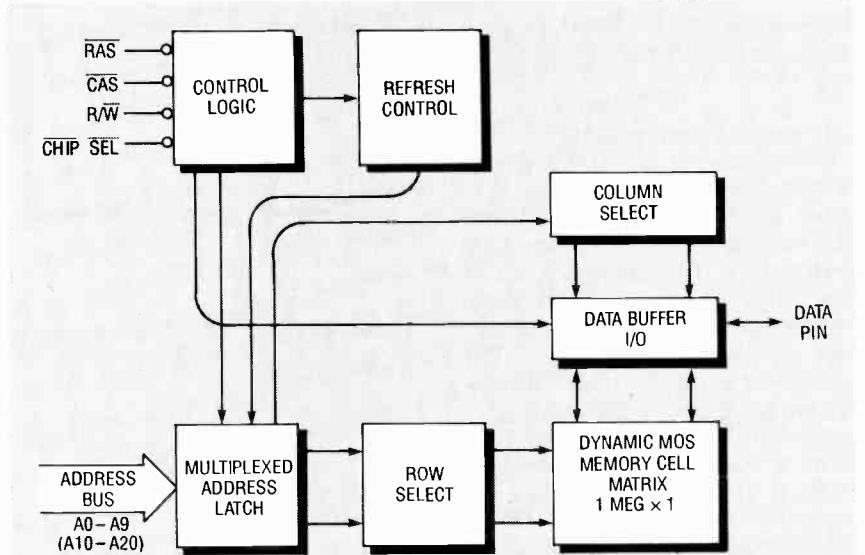 RAS
CAS
R/W
CHIP SEL
CONTROL
LOGIC
REFRESH
CONTROL
COLUMN
SELECT
DATA BUFFER
I/O
DATA
PIN
ADDRESS
BUS
A0–A9
(A10–A20)
MULTIPLEXED
ADDRESS
LATCH
ROW
SELECT
DYNAMIC MOS
MEMORY CELL
MATRIX
1 MEG × 1